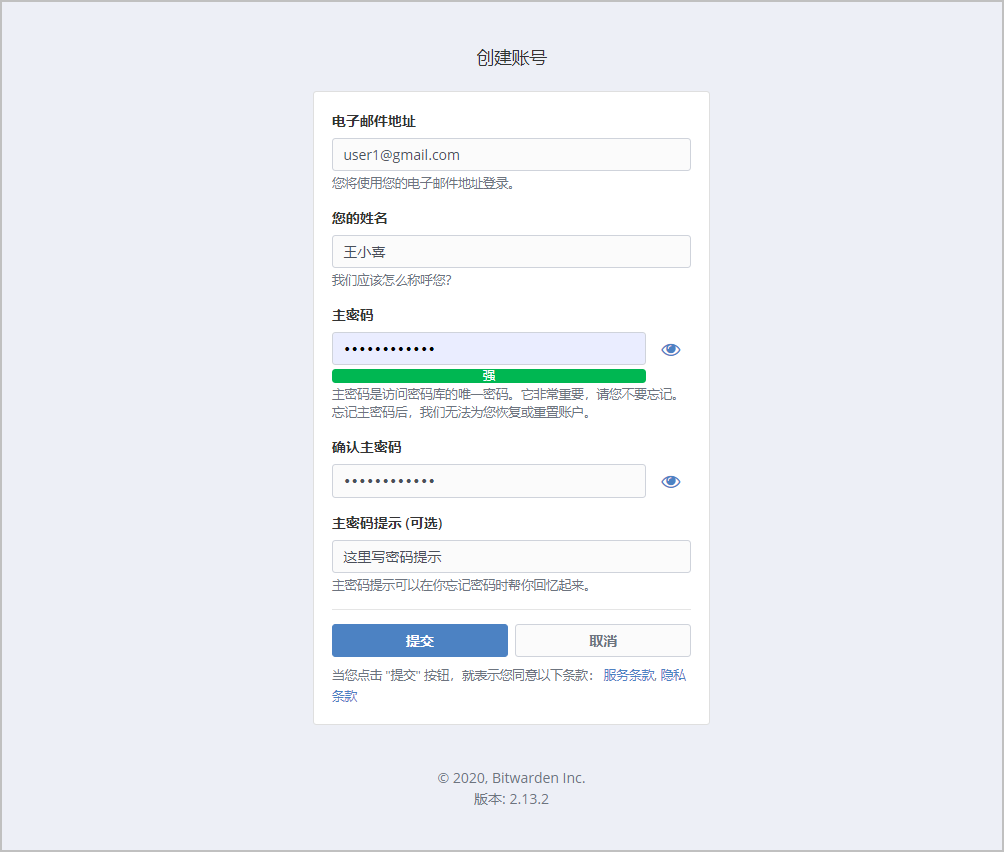 创建账号
电子邮件地址
user1@gmail.com
您将使用您的电子邮件地址登录。
您的姓名
王小喜
我们应该怎么称呼您?
主密码
••••••••••••
强
主密码是访问密码库的唯一密码。它非常重要，请您不要忘记。
忘记主密码后，我们无法为您恢复或重置账户。
确认主密码
••••••••••••
主密码提示 (可选)
这里写密码提示
主密码提示可以在你忘记密码时帮你回忆起来。
提交 取消
当您点击 "提交" 按钮，就表示您同意以下条款： 服务条款, 隐私
条款
© 2020, Bitwarden Inc.
版本: 2.13.2